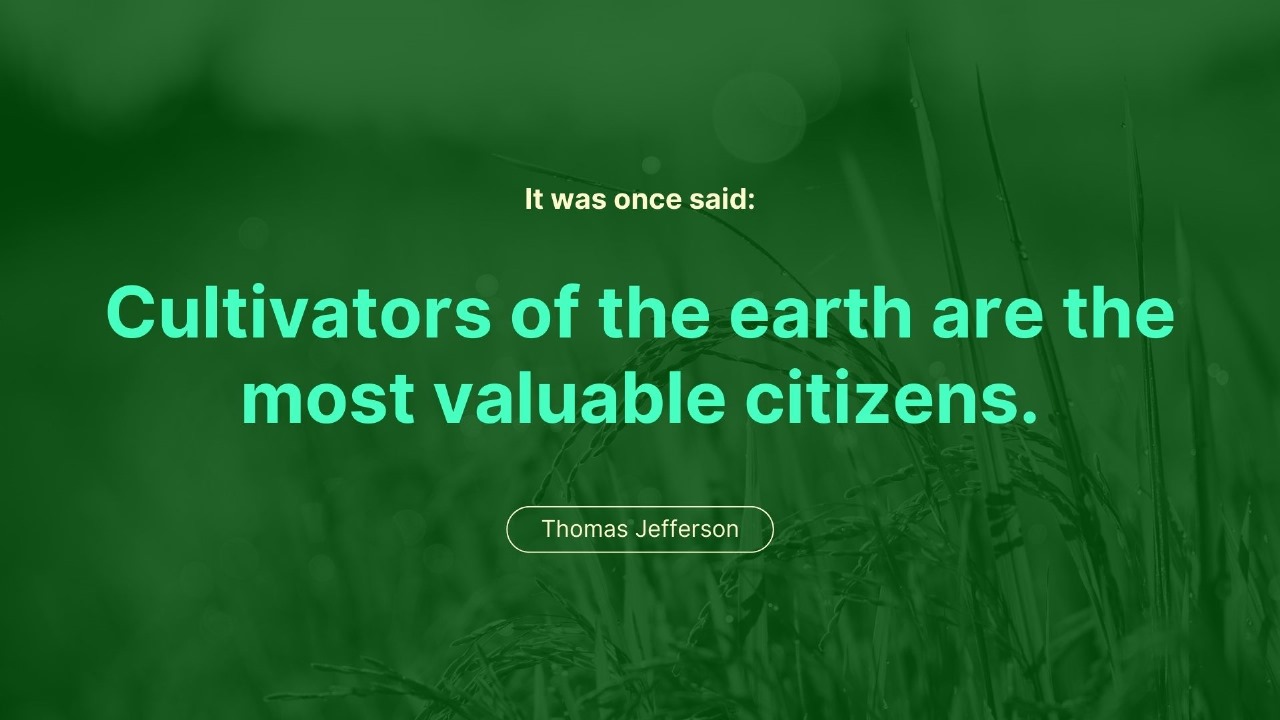 It was once said:
Cultivators of the earth are the
most valuable citizens.
Thomas Jefferson